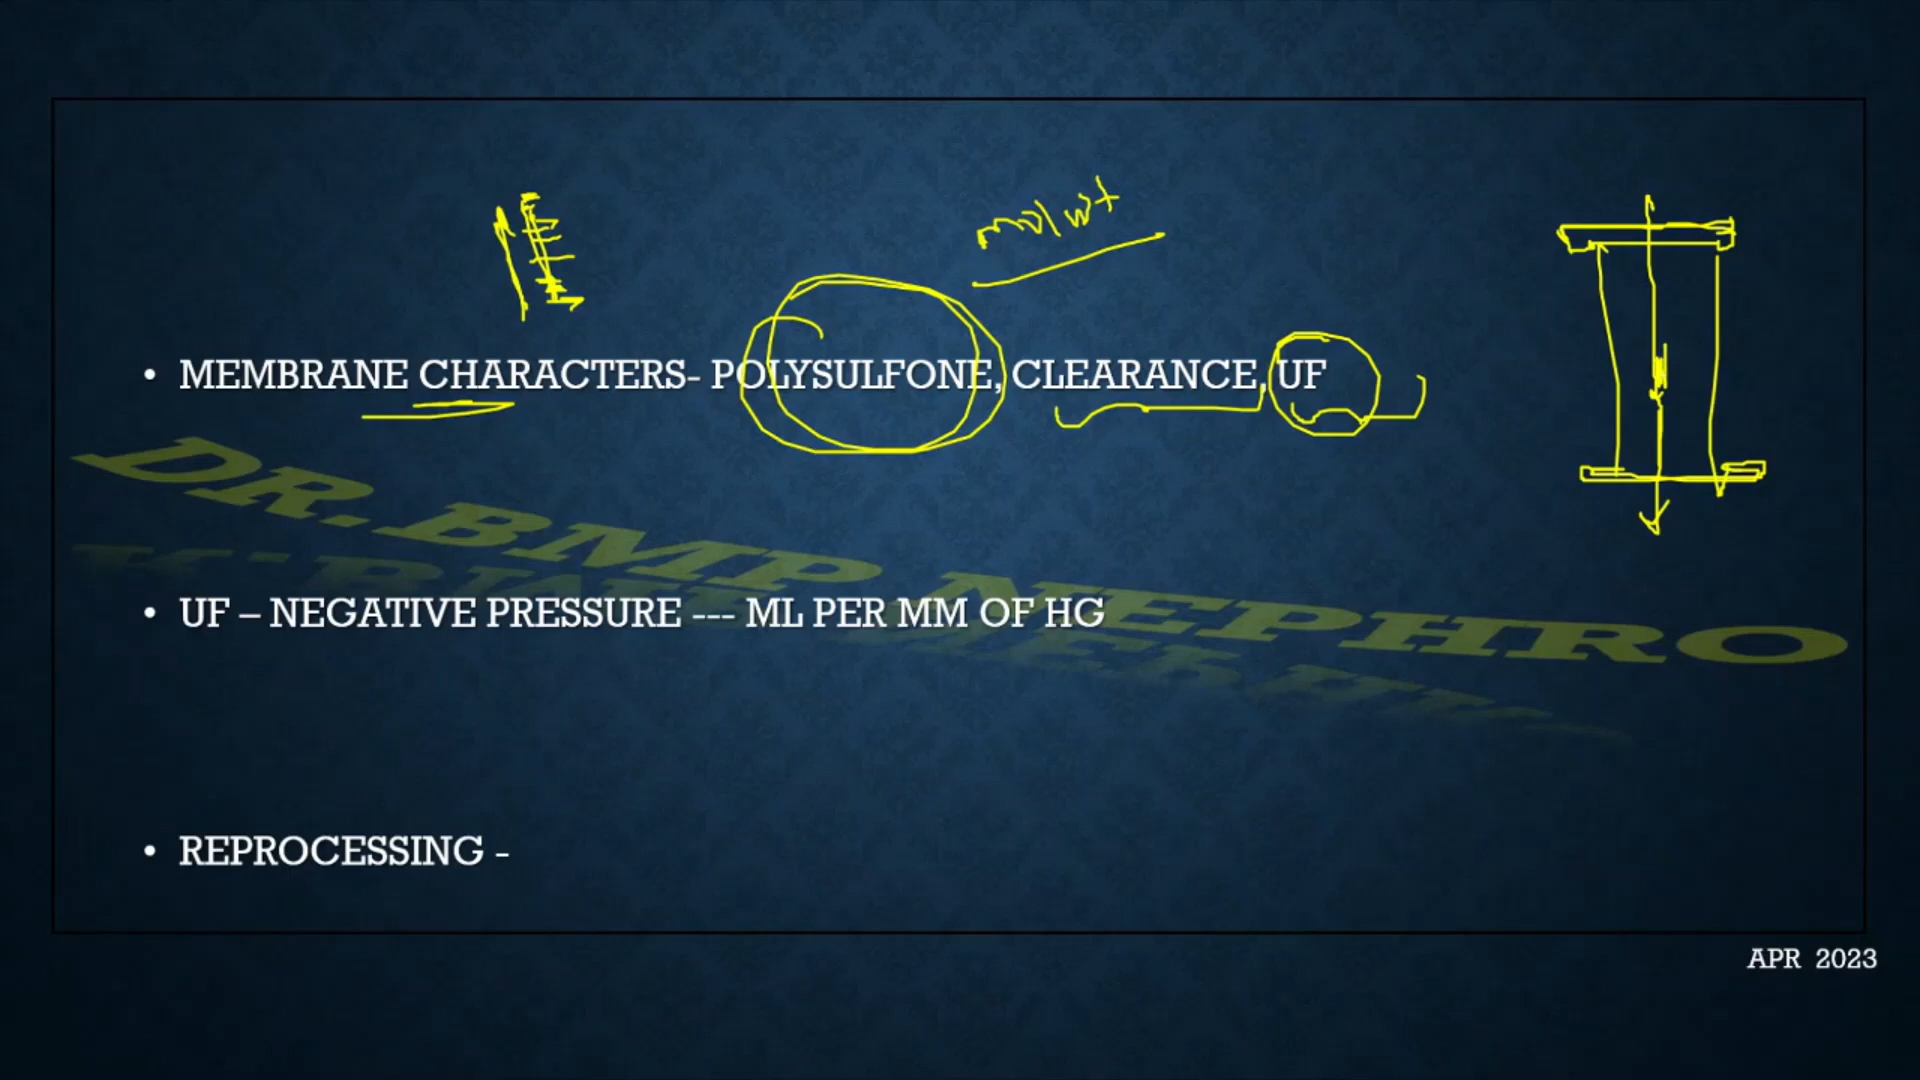 mol wt
• MEMBRANE CHARACTERS- POLYSULFONE, CLEARANCE, UF
DR.BMP NEPHRO
• UF – NEGATIVE PRESSURE --- ML PER MM OF HG
• REPROCESSING -
APR 2023